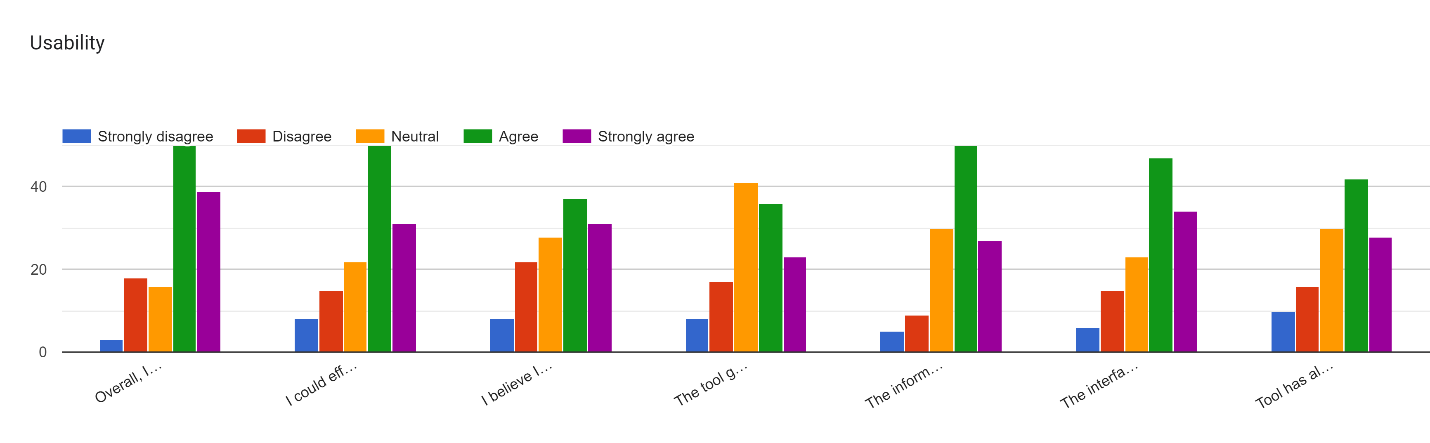 Usability
Strongly disagree
Disagree
Neutral
Agree
Strongly agree
40
20
0
Overall, I…
I could eff…
I believe I…
The tool g…
The inform…
The interfa…
Tool has al…